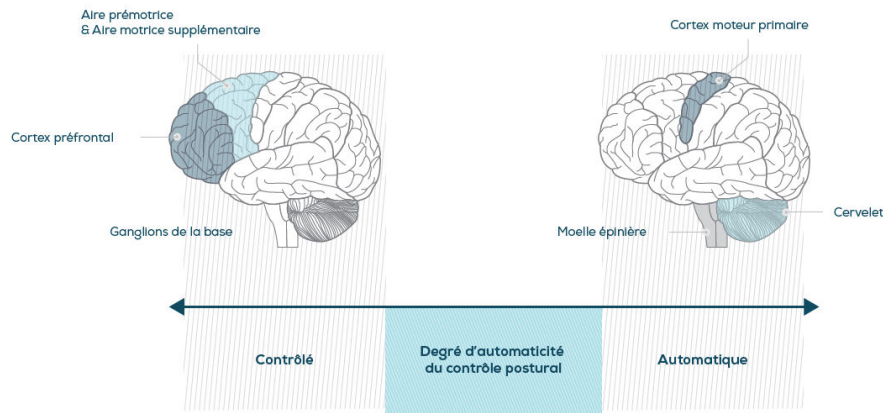 Aire prémotrice
& Aire motrice supplémentaire
Cortex moteur primaire
Cortex préfrontal
Ganglions de la base
Moelle épinière
Cervelet
Contrôlé
Degré d'automaticité
du contrôle postural
Automatique